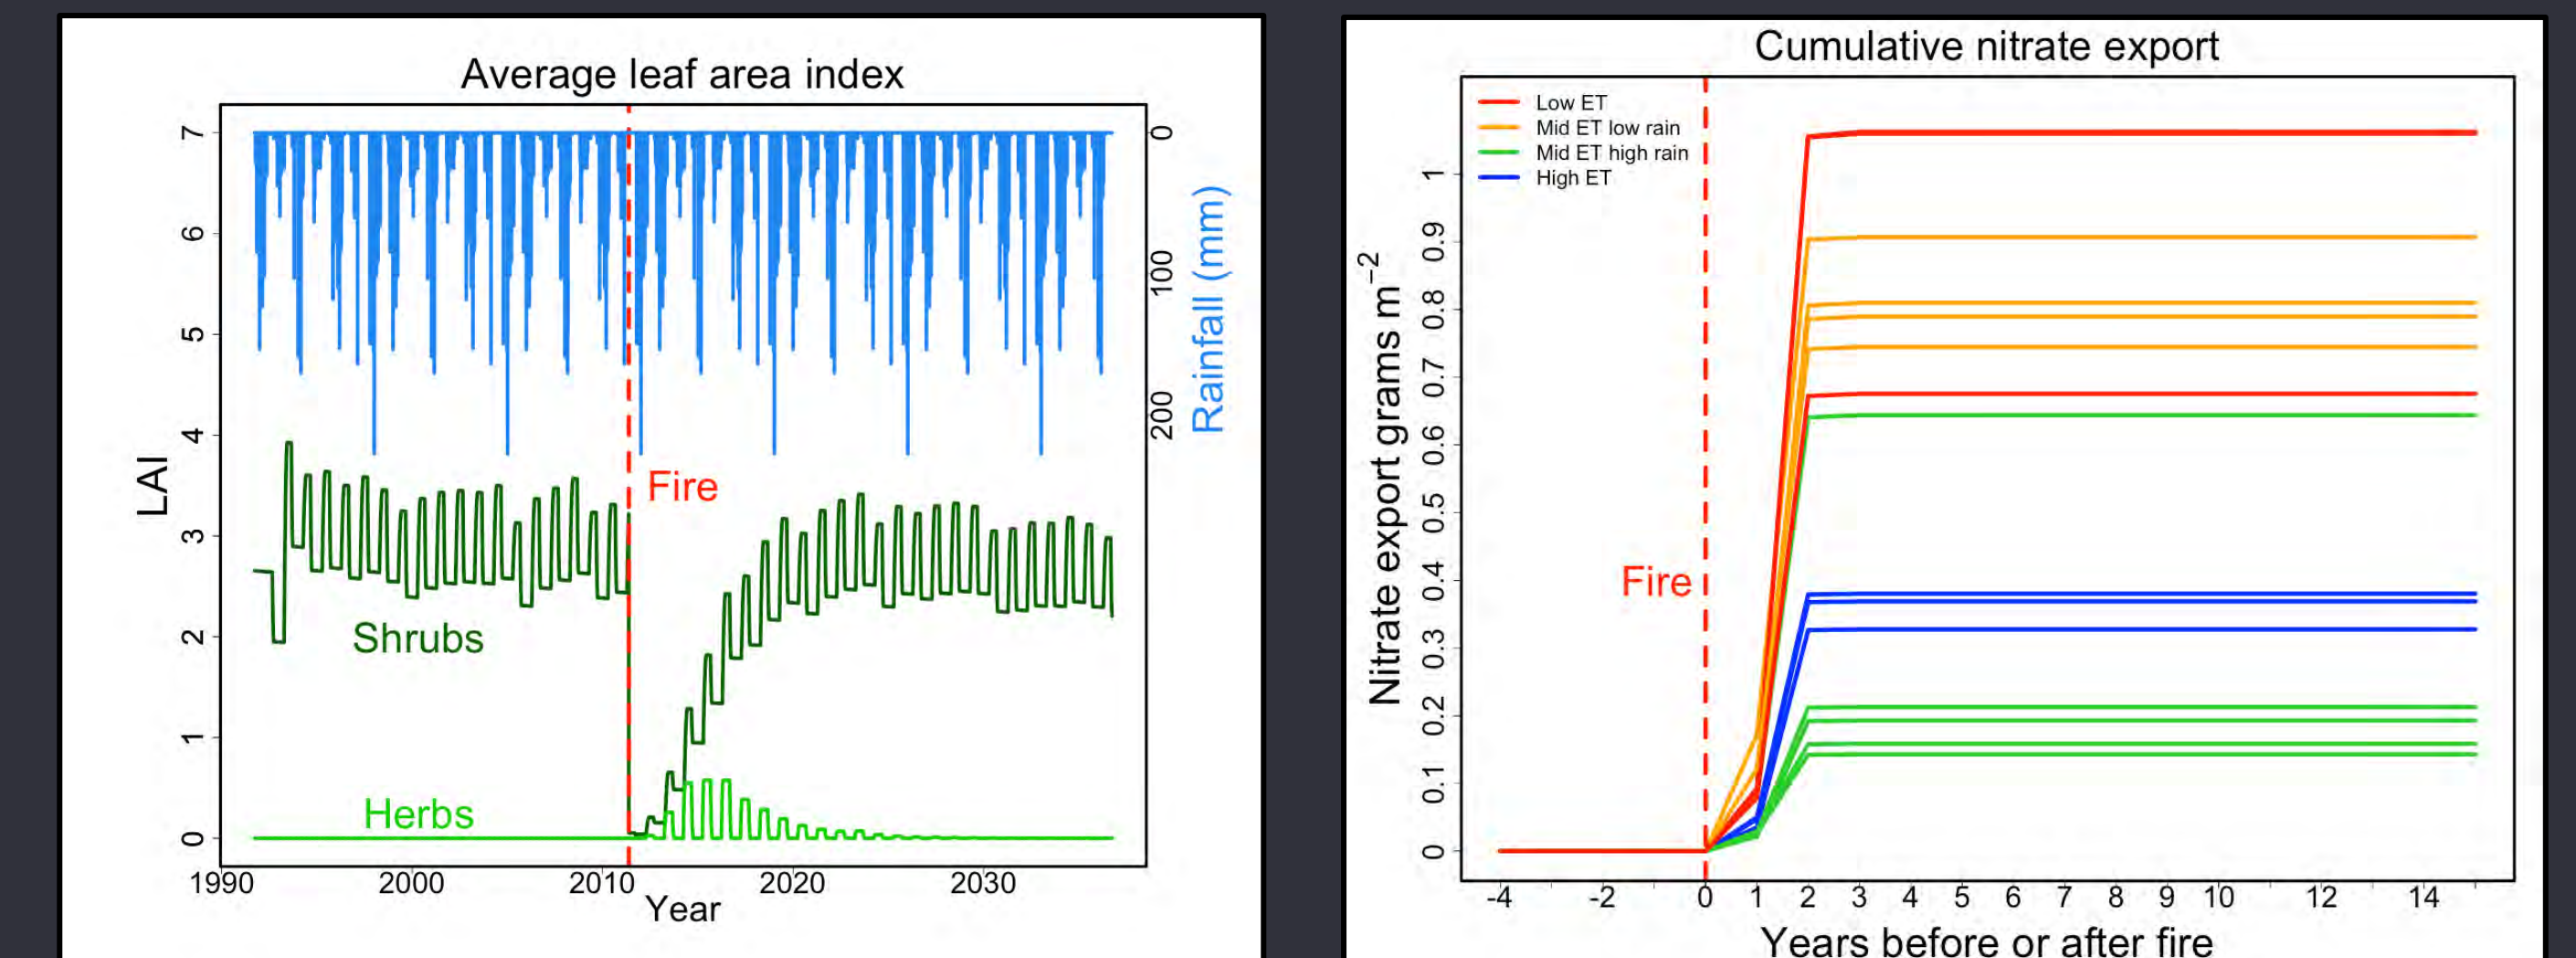 Average leaf area index
7
6
5
4
3
2
1
0
LAI
0
100
200
Rainfall (mm)
Fire
Shrubs
Herbs
1990 2000 2010 2020 2030
Year
Cumulative nitrate export
Low ET
Mid ET low rain
Mid ET high rain
High ET
1
0.9
0.8
0.7
0.6
0.5
0.4
0.3
0.2
0.1
0
Nitrate export grams m⁻²
Fire
-4 -2 0 1 2 3 4 5 6 7 8 9 10 12 14
Years before or after fire